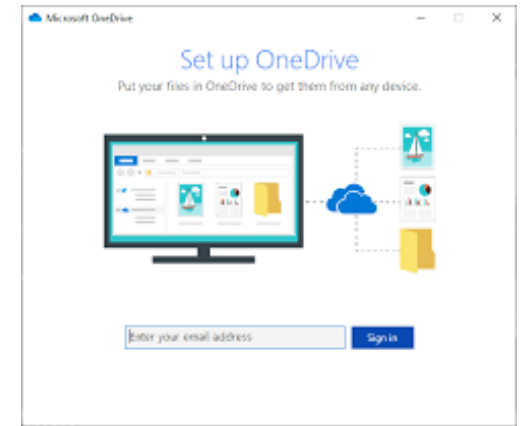 Microsoft OneDrive
Set up OneDrive
Put your files in OneDrive to get them from any device.
Enter your email address
Sign in